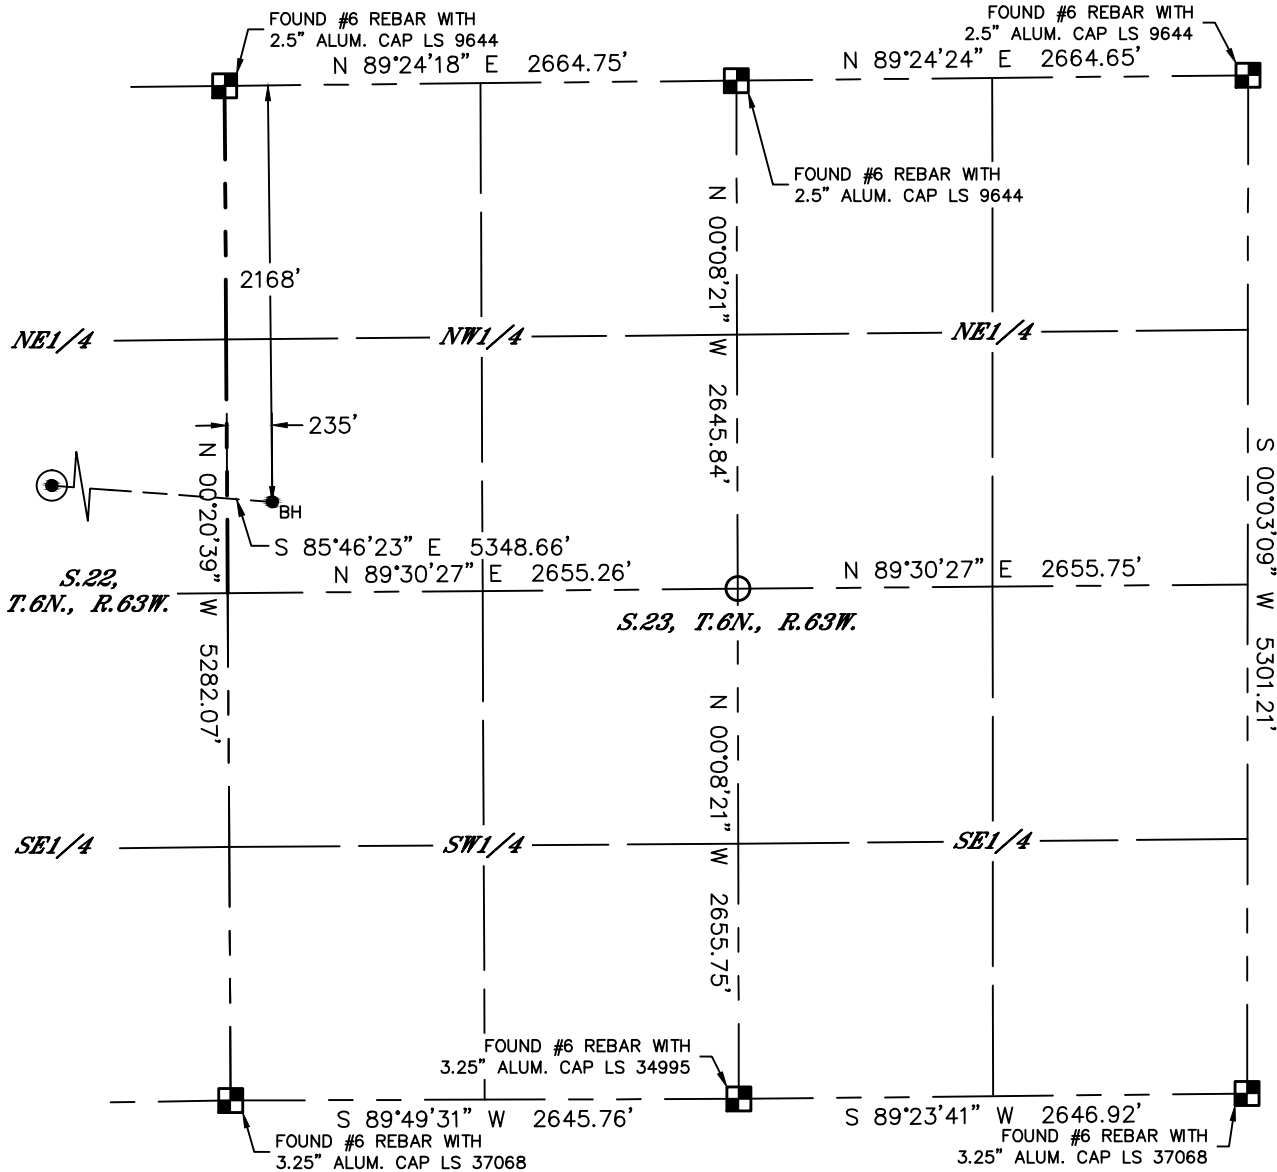 FOUND #6 REBAR WITH
2.5" ALUM. CAP LS 9644
FOUND #6 REBAR WITH
2.5" ALUM. CAP LS 9644
N 89°24'18" E 2664.75'
N 89°24'24" E 2664.65'
FOUND #6 REBAR WITH
2.5" ALUM. CAP LS 9644
N 00°08'21" W 2645.84'
2168'
NE1/4
NW1/4
NE1/4
235'
N 00°20'39" W 5282.07'
S 00°03'09" W 5301.21'
BH
S 85°46'23" E 5348.66'
N 89°30'27" E 2655.26'
N 89°30'27" E 2655.75'
S.22,
T.6N., R.63W.
S.23, T.6N., R.63W.
N 00°08'21" W 2655.75'
SE1/4
SW1/4
SE1/4
FOUND #6 REBAR WITH
3.25" ALUM. CAP LS 34995
S 89°49'31" W 2645.76'
S 89°23'41" W 2646.92'
FOUND #6 REBAR WITH
3.25" ALUM. CAP LS 37068
FOUND #6 REBAR WITH
3.25" ALUM. CAP LS 37068